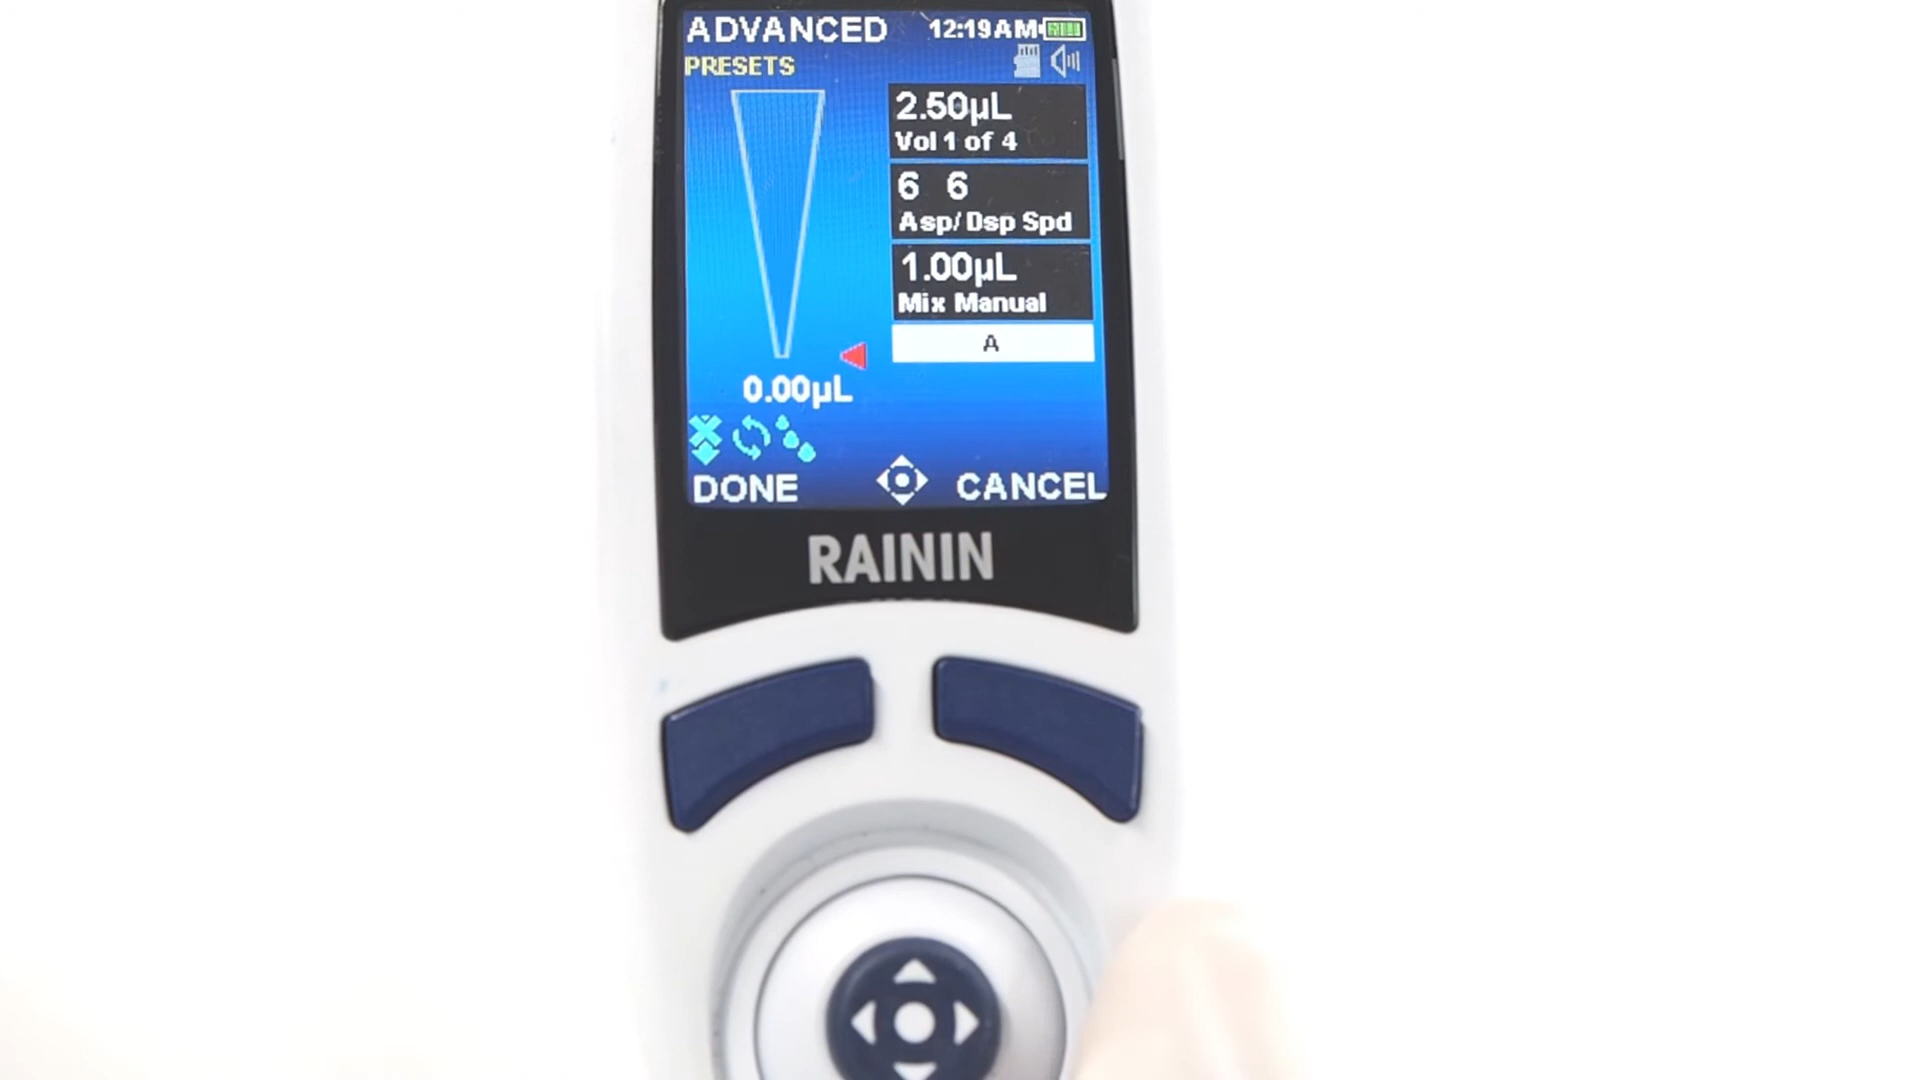 ADVANCED 12:19AM
PRESETS
2.50µL
Vol 1 of 4
6 6
Asp/Dsp Spd
1.00µL
Mix Manual
A
0.00µL
DONE CANCEL
RAININ